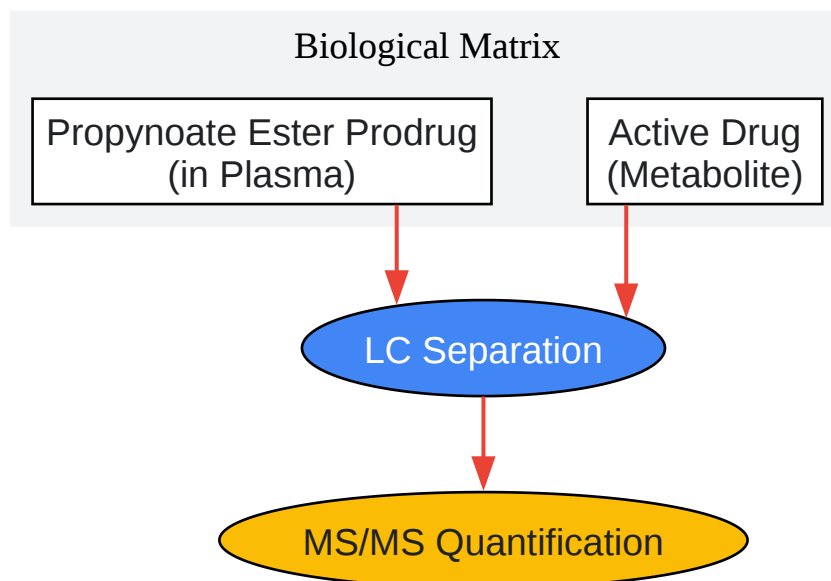 Biological Matrix
Propynoate Ester Prodrug
(in Plasma)
Active Drug
(Metabolite)
LC Separation
MS/MS Quantification